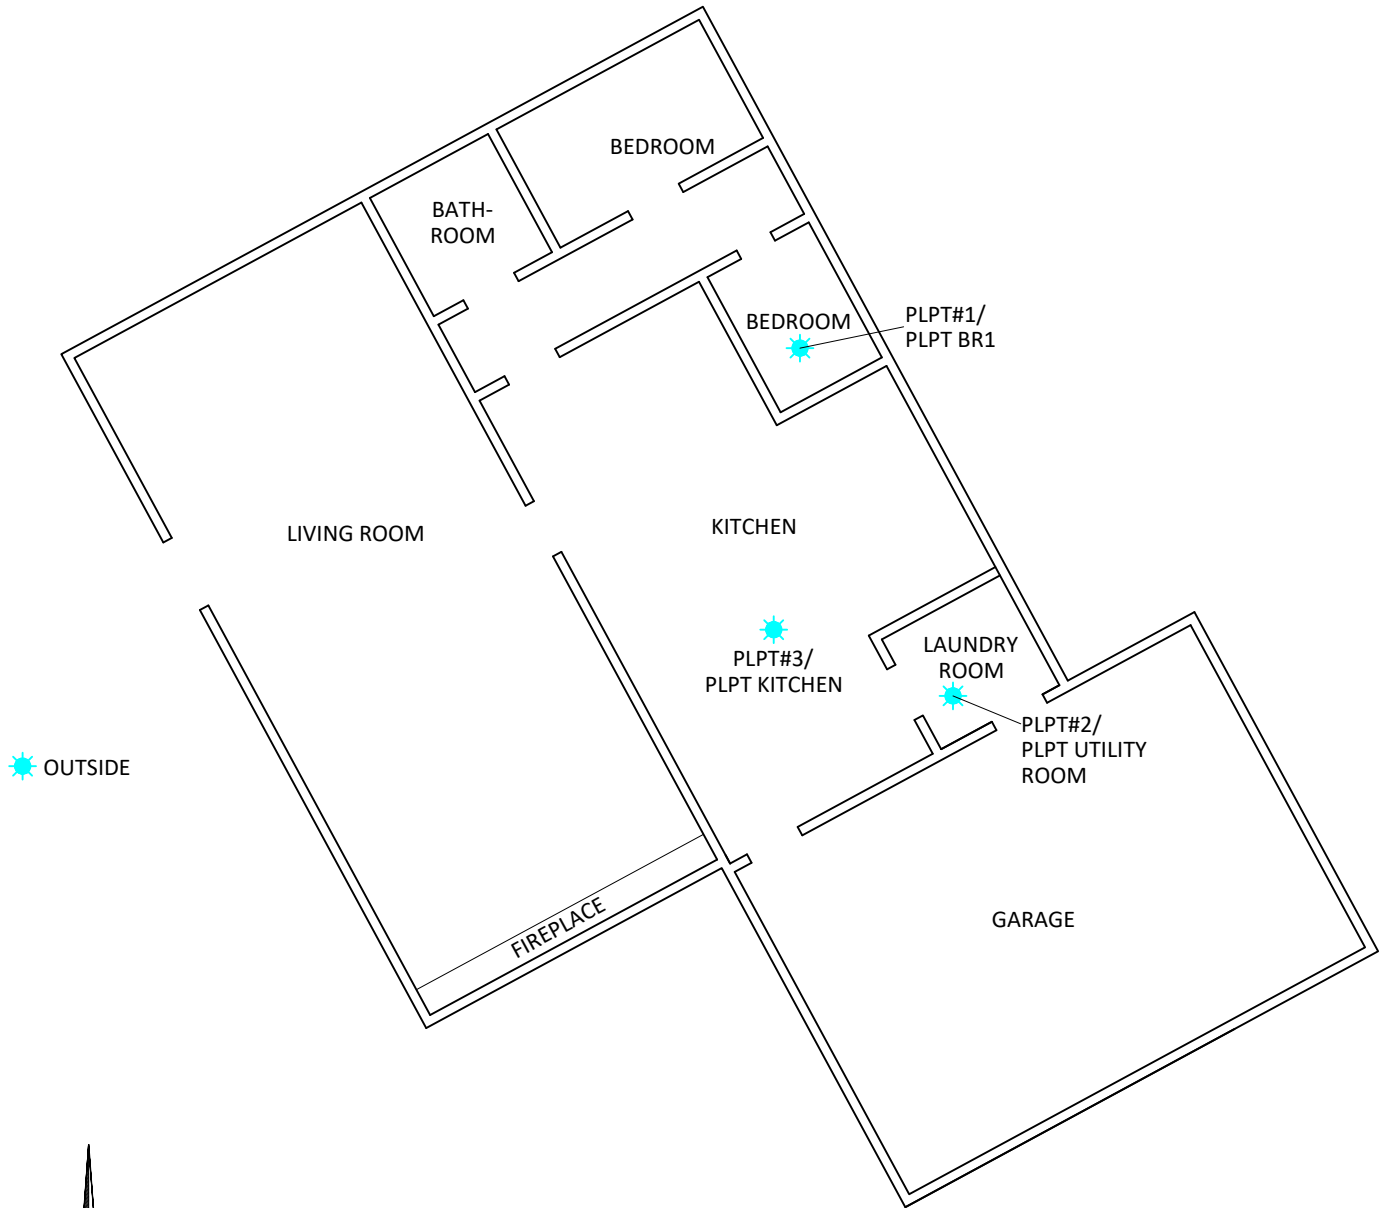 BEDROOM
BATH-
ROOM
BEDROOM
PLPT#1/
PLPT BR1
LIVING ROOM
KITCHEN
PLPT#3/
PLPT KITCHEN
LAUNDRY
ROOM
PLPT#2/
PLPT UTILITY
ROOM
OUTSIDE
FIREPLACE
GARAGE